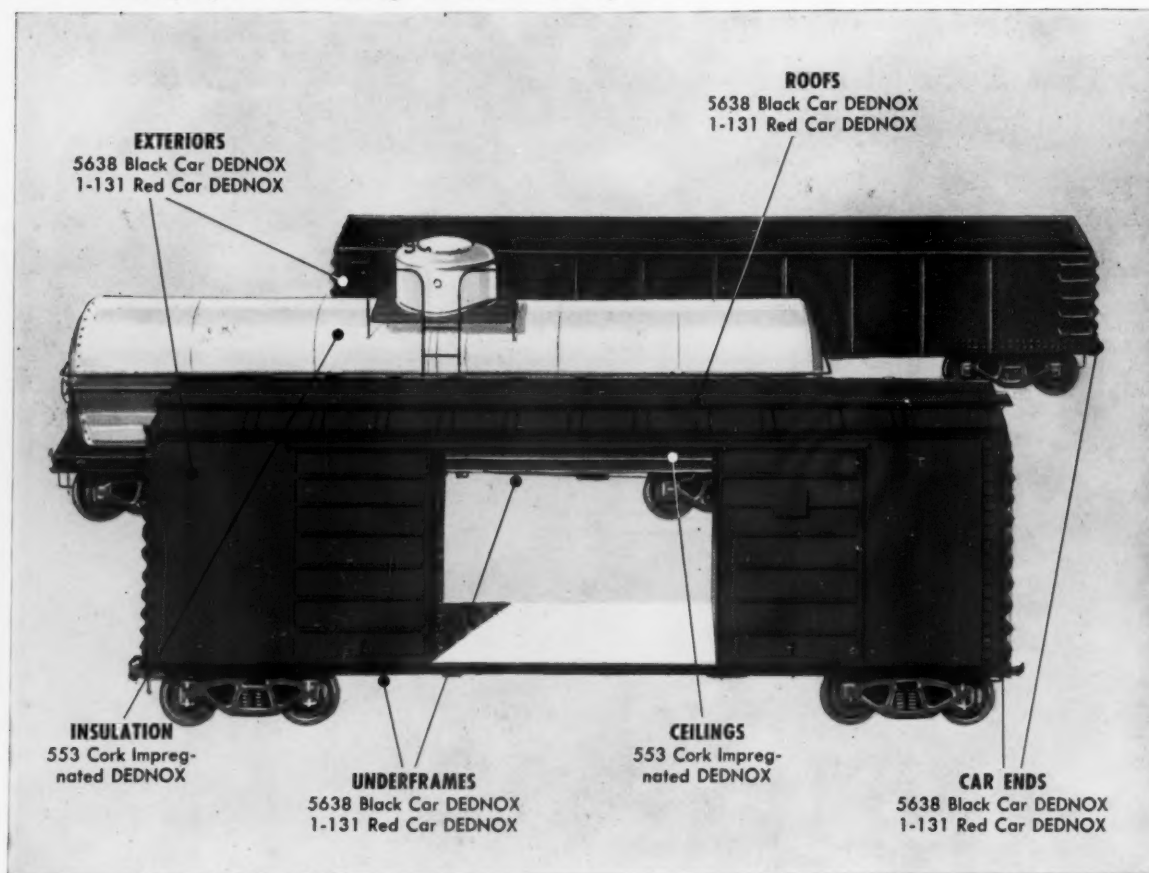 ROOFS
5638 Black Car DEDNOX
1-131 Red Car DEDNOX
EXTERIORS
5638 Black Car DEDNOX
1-131 Red Car DEDNOX
INSULATION
553 Cork Impreg-
nated DEDNOX
UNDERFRAMES
5638 Black Car DEDNOX
1-131 Red Car DEDNOX
CEILINGS
553 Cork Impreg-
nated DEDNOX
CAR ENDS
5638 Black Car DEDNOX
1-131 Red Car DEDNOX